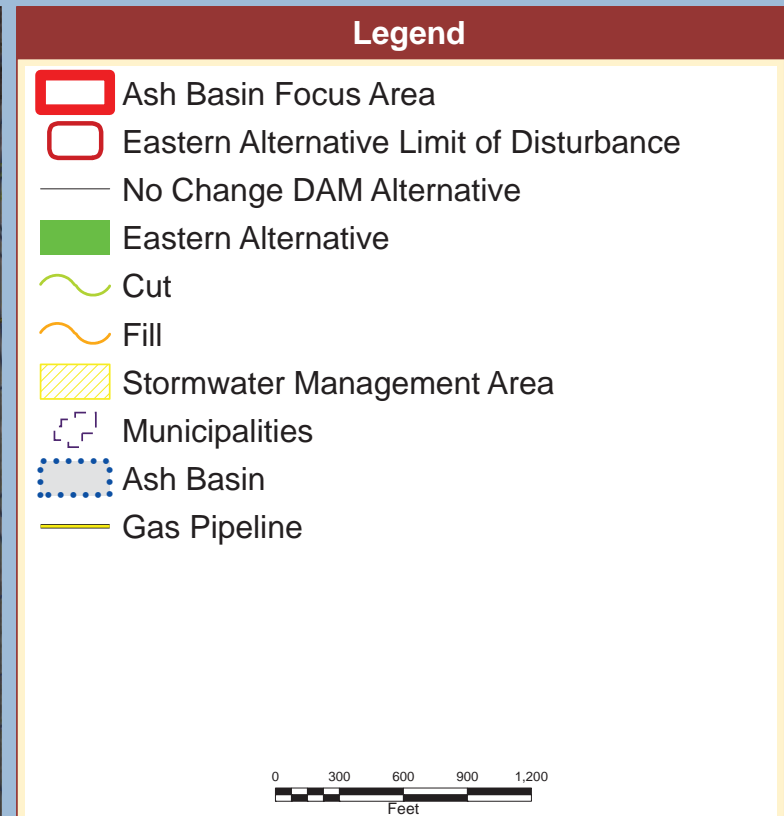 Legend
Ash Basin Focus Area
Eastern Alternative Limit of Disturbance
No Change DAM Alternative
Eastern Alternative
Cut
Fill
Stormwater Management Area
Municipalities
Ash Basin
Gas Pipeline
0 300 600 900 1,200
Feet